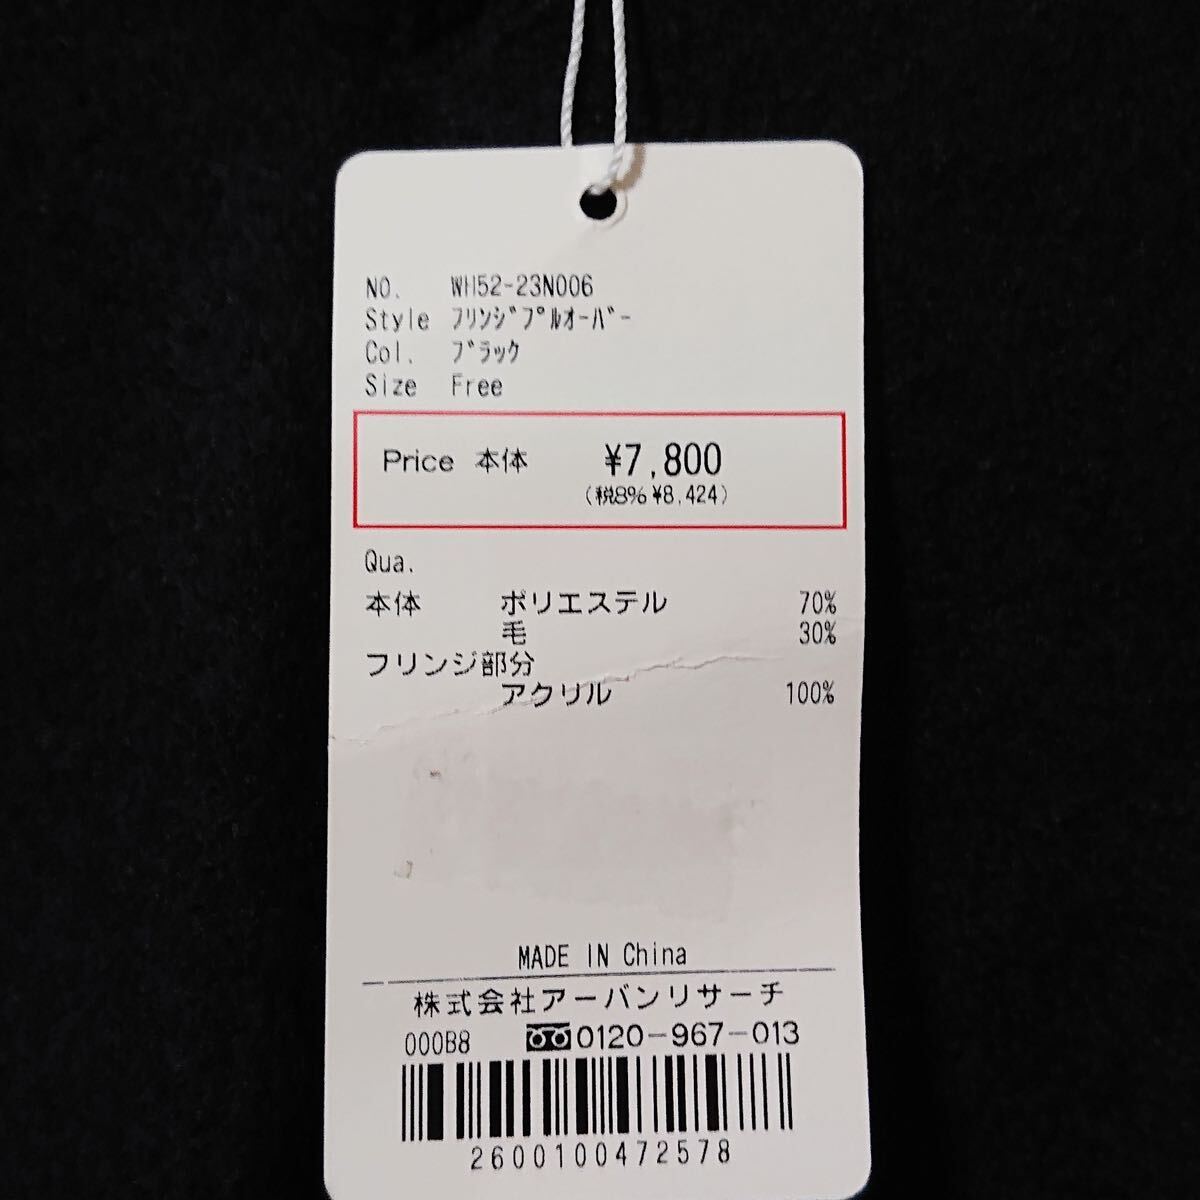 NO. WH52-23N006
Style ﾌﾘﾝｼﾞﾌﾟﾙｵｰﾊﾞｰ
Col. ﾌﾞﾗｯｸ
Size Free
Price 本体 ¥7,800
(税8% ¥8,424)
Qua.
本体 ポリエステル 70%
毛 30%
フリンジ部分
アクリル 100%
MADE IN China
株式会社アーバンリサーチ
000B8 0120-967-013
2600100472578